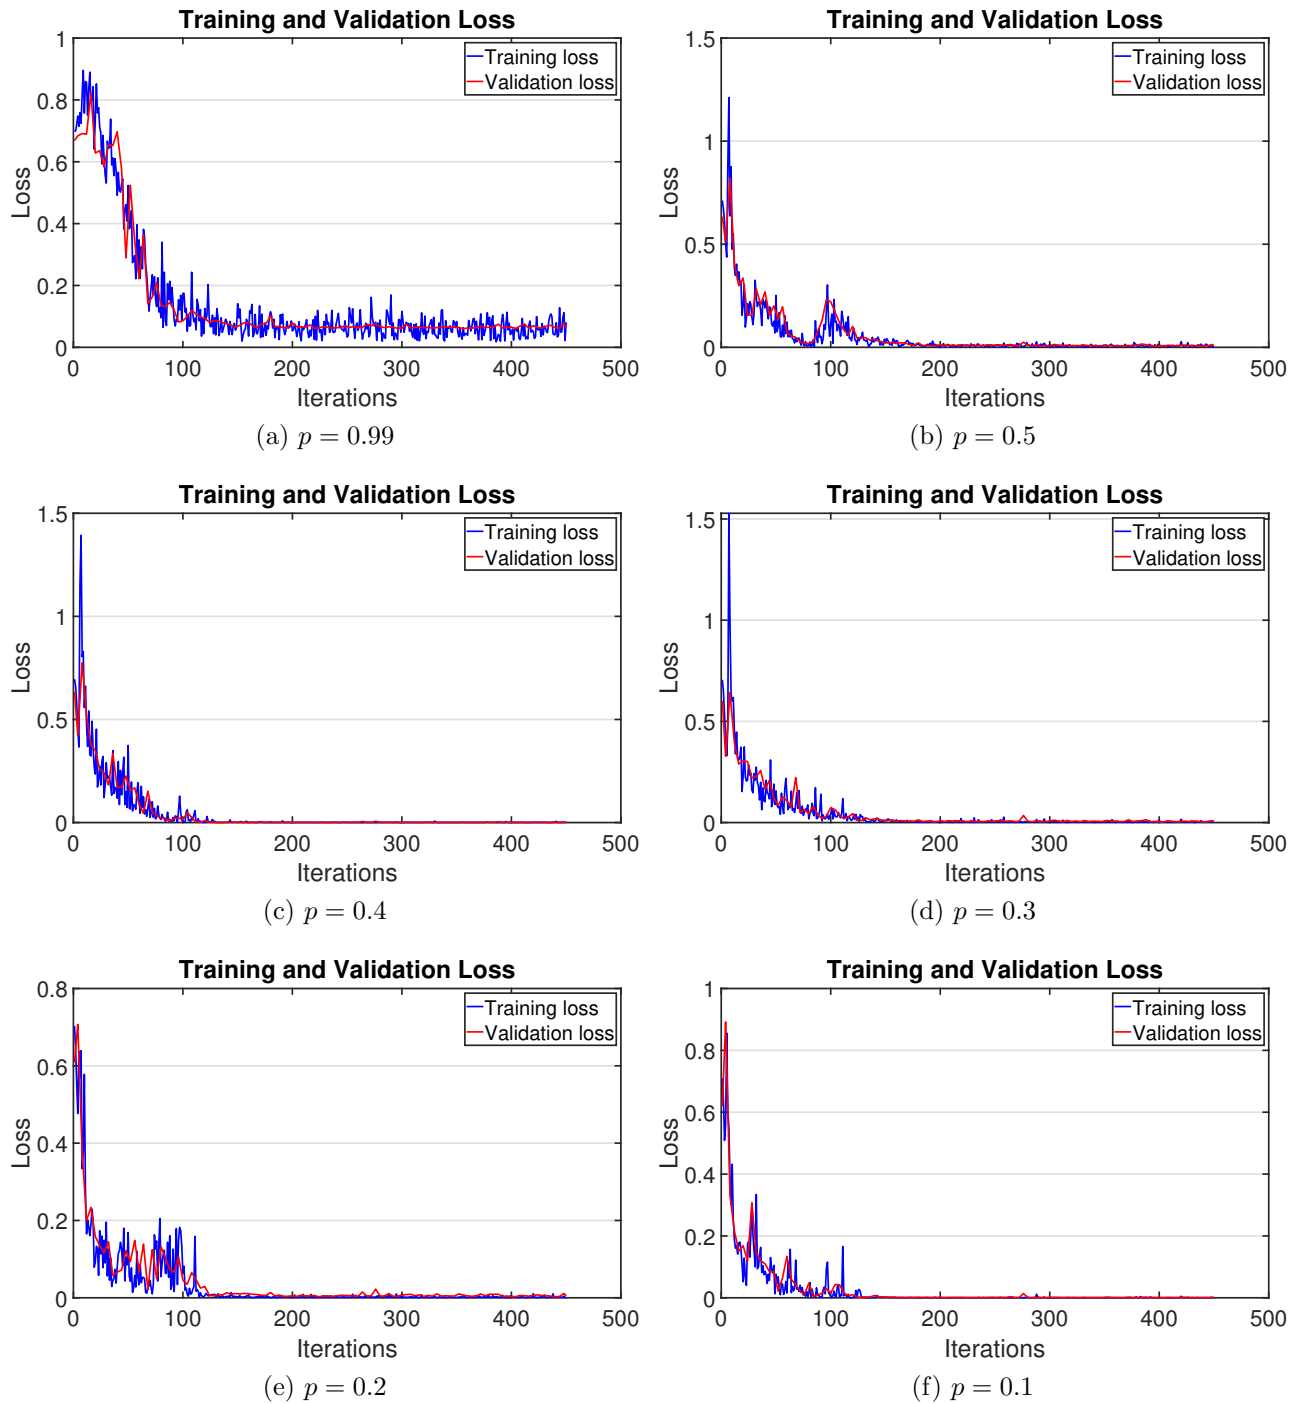 Training and Validation Loss
1
0.8
0.6
0.4
0.2
0
Loss
Training loss
Validation loss
0 100 200 300 400 500
Iterations
(a) p = 0.99
Training and Validation Loss
1.5
1
0.5
0
Loss
Training loss
Validation loss
0 100 200 300 400 500
Iterations
(b) p = 0.5
Training and Validation Loss
1.5
1
0.5
0
Loss
Training loss
Validation loss
0 100 200 300 400 500
Iterations
(c) p = 0.4
Training and Validation Loss
1.5
1
0.5
0
Loss
Training loss
Validation loss
0 100 200 300 400 500
Iterations
(d) p = 0.3
Training and Validation Loss
0.8
0.6
0.4
0.2
0
Loss
Training loss
Validation loss
0 100 200 300 400 500
Iterations
(e) p = 0.2
Training and Validation Loss
1
0.8
0.6
0.4
0.2
0
Loss
Training loss
Validation loss
0 100 200 300 400 500
Iterations
(f) p = 0.1